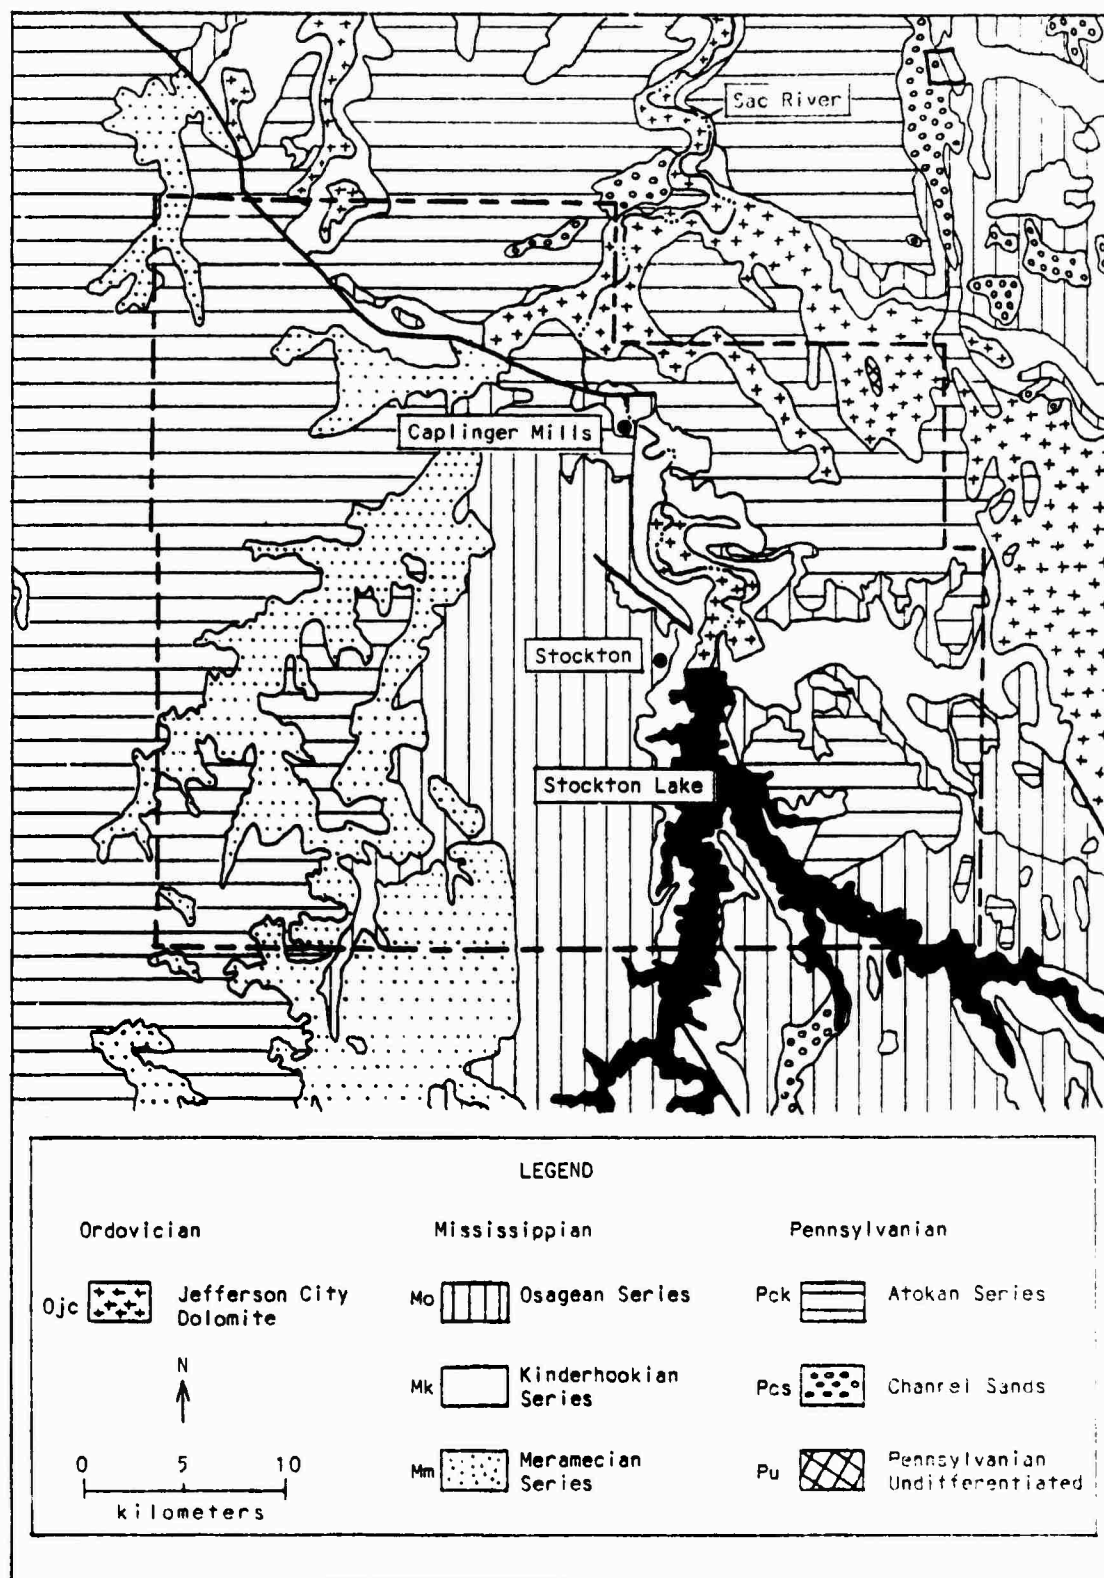 Sac River
Caplinger Mills
Stockton
Stockton Lake
LEGEND
Ordovician
Mississippian
Pennsylvanian
Ojc
Jefferson City
Dolomite
Mo
Osagean Series
Pck
Atokan Series
Mk
Kinderhookian
Series
Pcs
Channel Sands
Mm
Meramecian
Series
Pu
Pennsylvanian
Undifferentiated
N
0 5 10
kilometers